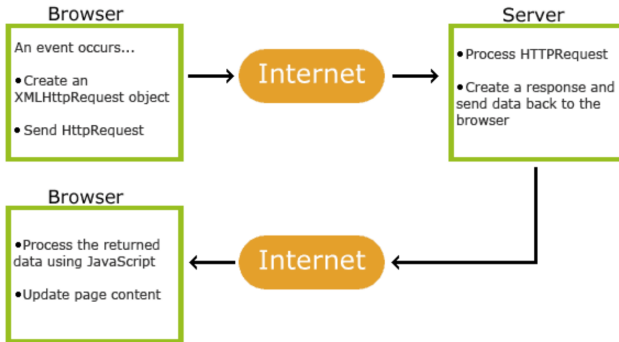 Browser
An event occurs...
•Create an
XMLHttpRequest object
• Send HttpRequest
Internet
Server
•Process HTTPRequest
•Create a response and
send data back to the
browser
Browser
•Process the returned
data using JavaScript
•Update page content
Internet